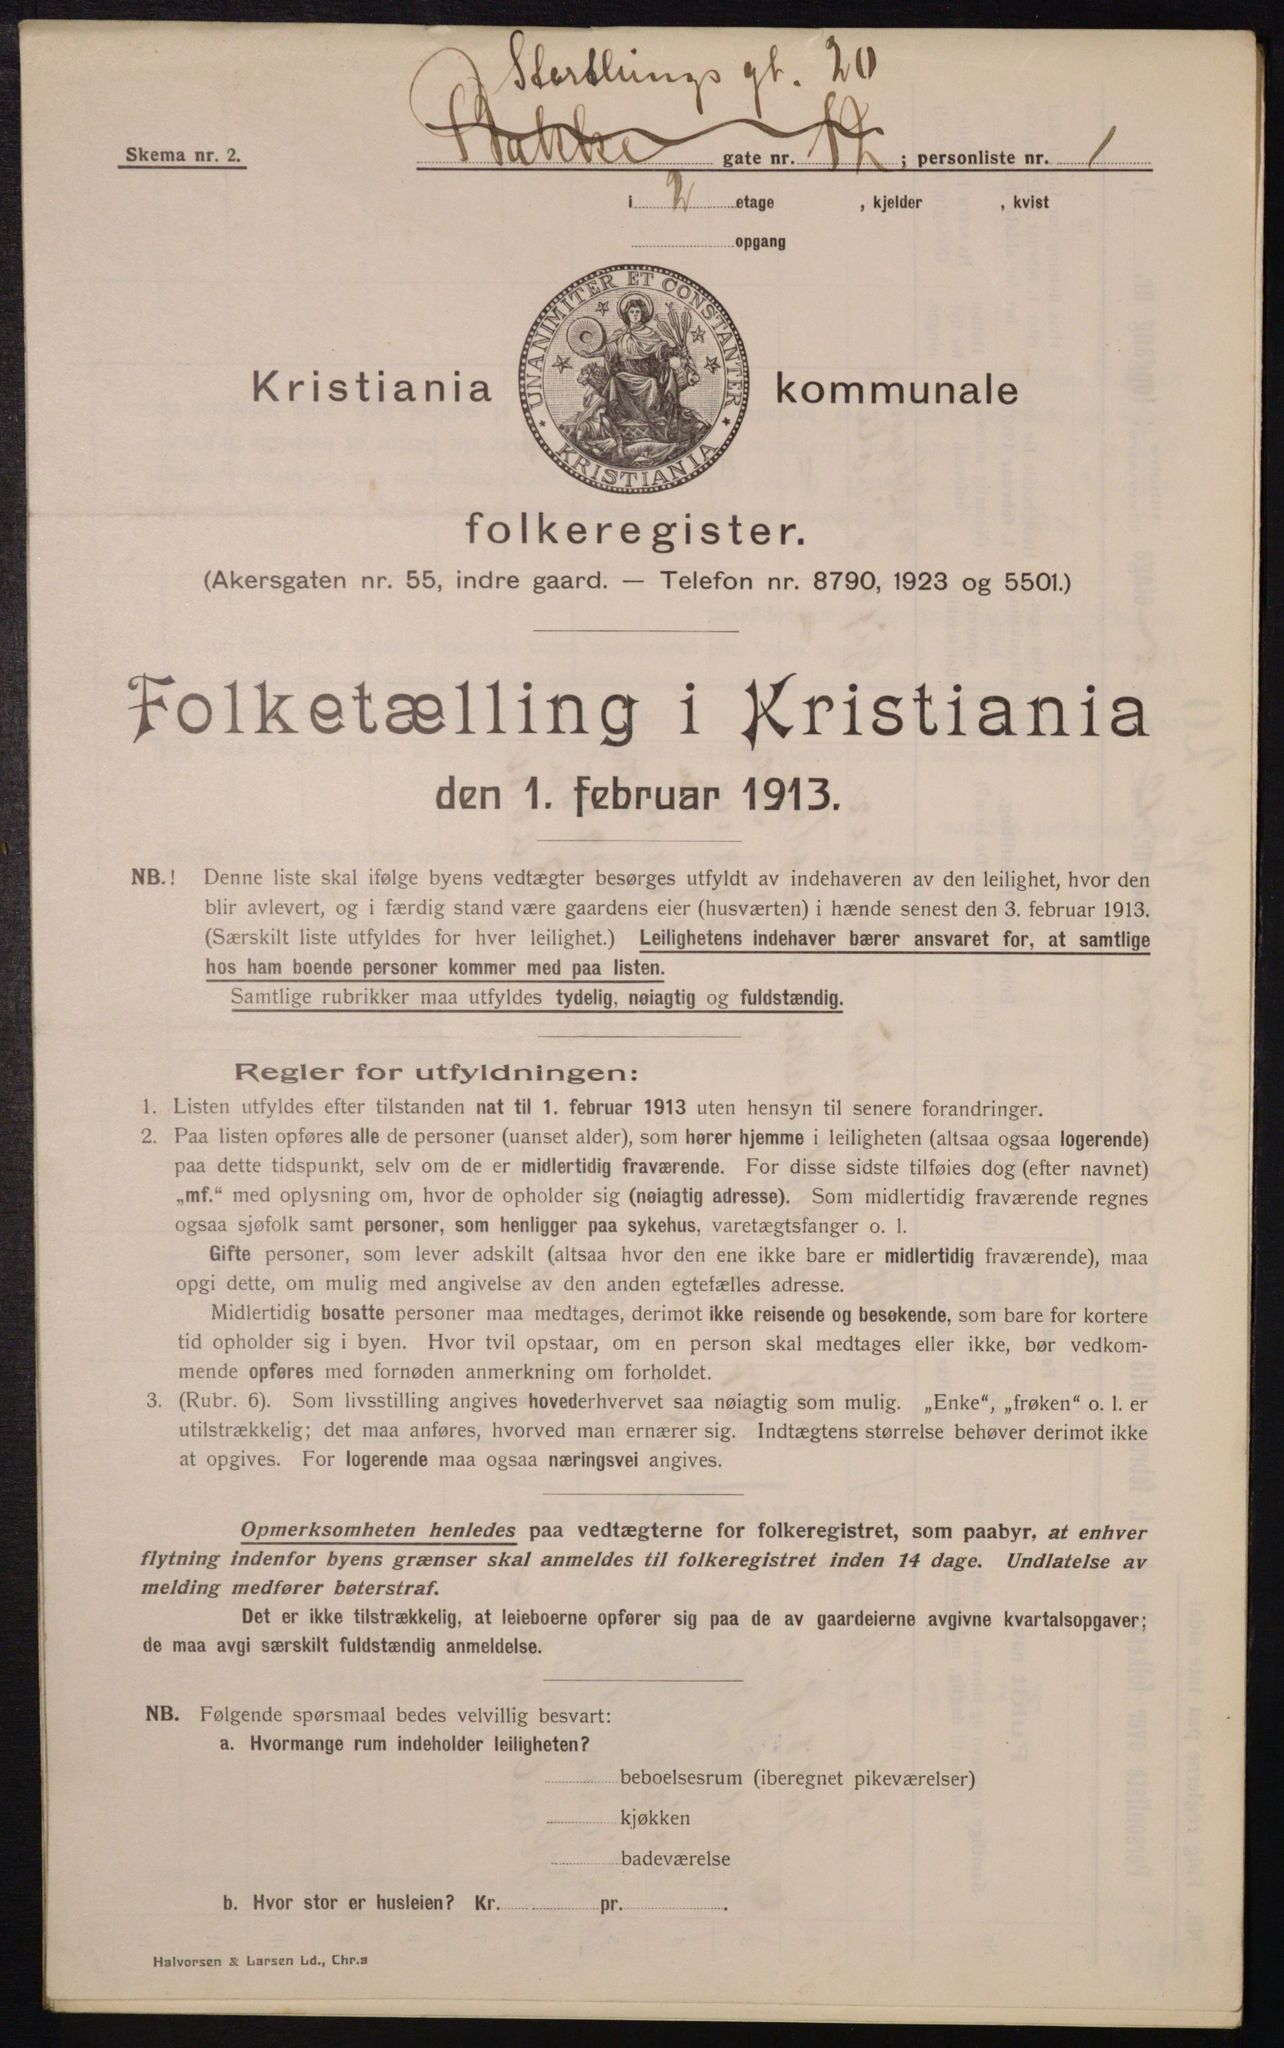 Stortlings gt. 20
Skema nr. 2.
Bakke gate nr. ; personliste nr. 1
i 2 etage , kjelder , kvist
opgang
UNANIMITER ET CONSTANTER
KRISTIANIA
Kristiania kommunale
folkeregister.
(Akersgaten nr. 55, indre gaard. — Telefon nr. 8790, 1923 og 5501.)
Folketælling i Kristiania
den 1. februar 1913.
NB.! Denne liste skal ifølge byens vedtægter besørges utfyldt av indehaveren av den leilighet, hvor den
blir avlevert, og i færdig stand være gaardens eier (husværten) i hænde senest den 3. februar 1913.
(Særskilt liste utfyldes for hver leilighet.) Leilighetens indehaver bærer ansvaret for, at samtlige
hos ham boende personer kommer med paa listen.
Samtlige rubrikker maa utfyldes tydelig, nøiagtig og fuldstændig.
Regler for utfyldningen:
1. Listen utfyldes efter tilstanden nat til 1. februar 1913 uten hensyn til senere forandringer.
2. Paa listen opføres alle de personer (uanset alder), som hører hjemme i leiligheten (altsaa ogsaa logerende)
paa dette tidspunkt, selv om de er midlertidig fraværende. For disse sidste tilføies dog (efter navnet)
„mf.“ med oplysning om, hvor de opholder sig (nøiagtig adresse). Som midlertidig fraværende regnes
ogsaa sjøfolk samt personer, som henligger paa sykehus, varetægtsfanger o. l.
Gifte personer, som lever adskilt (altsaa hvor den ene ikke bare er midlertidig fraværende), maa
opgi dette, om mulig med angivelse av den anden egtefælles adresse.
Midlertidig bosatte personer maa medtages, derimot ikke reisende og besøkende, som bare for kortere
tid opholder sig i byen. Hvor tvil opstaar, om en person skal medtages eller ikke, bør vedkom-
mende opføres med fornøden anmerkning om forholdet.
3. (Rubr. 6). Som livsstilling angives hovederhvervet saa nøiagtig som mulig. „Enke“, „frøken“ o. l. er
utilstrækkelig; det maa anføres, hvorved man ernærer sig. Indtægtens størrelse behøver derimot ikke
at opgives. For logerende maa ogsaa næringsvei angives.
Opmerksomheten henledes paa vedtægterne for folkeregistret, som paabyr, at enhver
flytning indenfor byens grænser skal anmeldes til folkeregistret inden 14 dage. Undlatelse av
melding medfører bøterstraf.
Det er ikke tilstrækkelig, at leieboerne opfører sig paa de av gaardeierne avgivne kvartalsopgaver;
de maa avgi særskilt fuldstændig anmeldelse.
NB. Følgende spørsmaal bedes velvillig besvart:
a. Hvormange rum indeholder leiligheten?
beboelsesrum (iberegnet pikeværelser)
kjøkken
badeværelse
b. Hvor stor er husleien? Kr. pr. .
Halvorsen & Larsen Ld., Chr.a